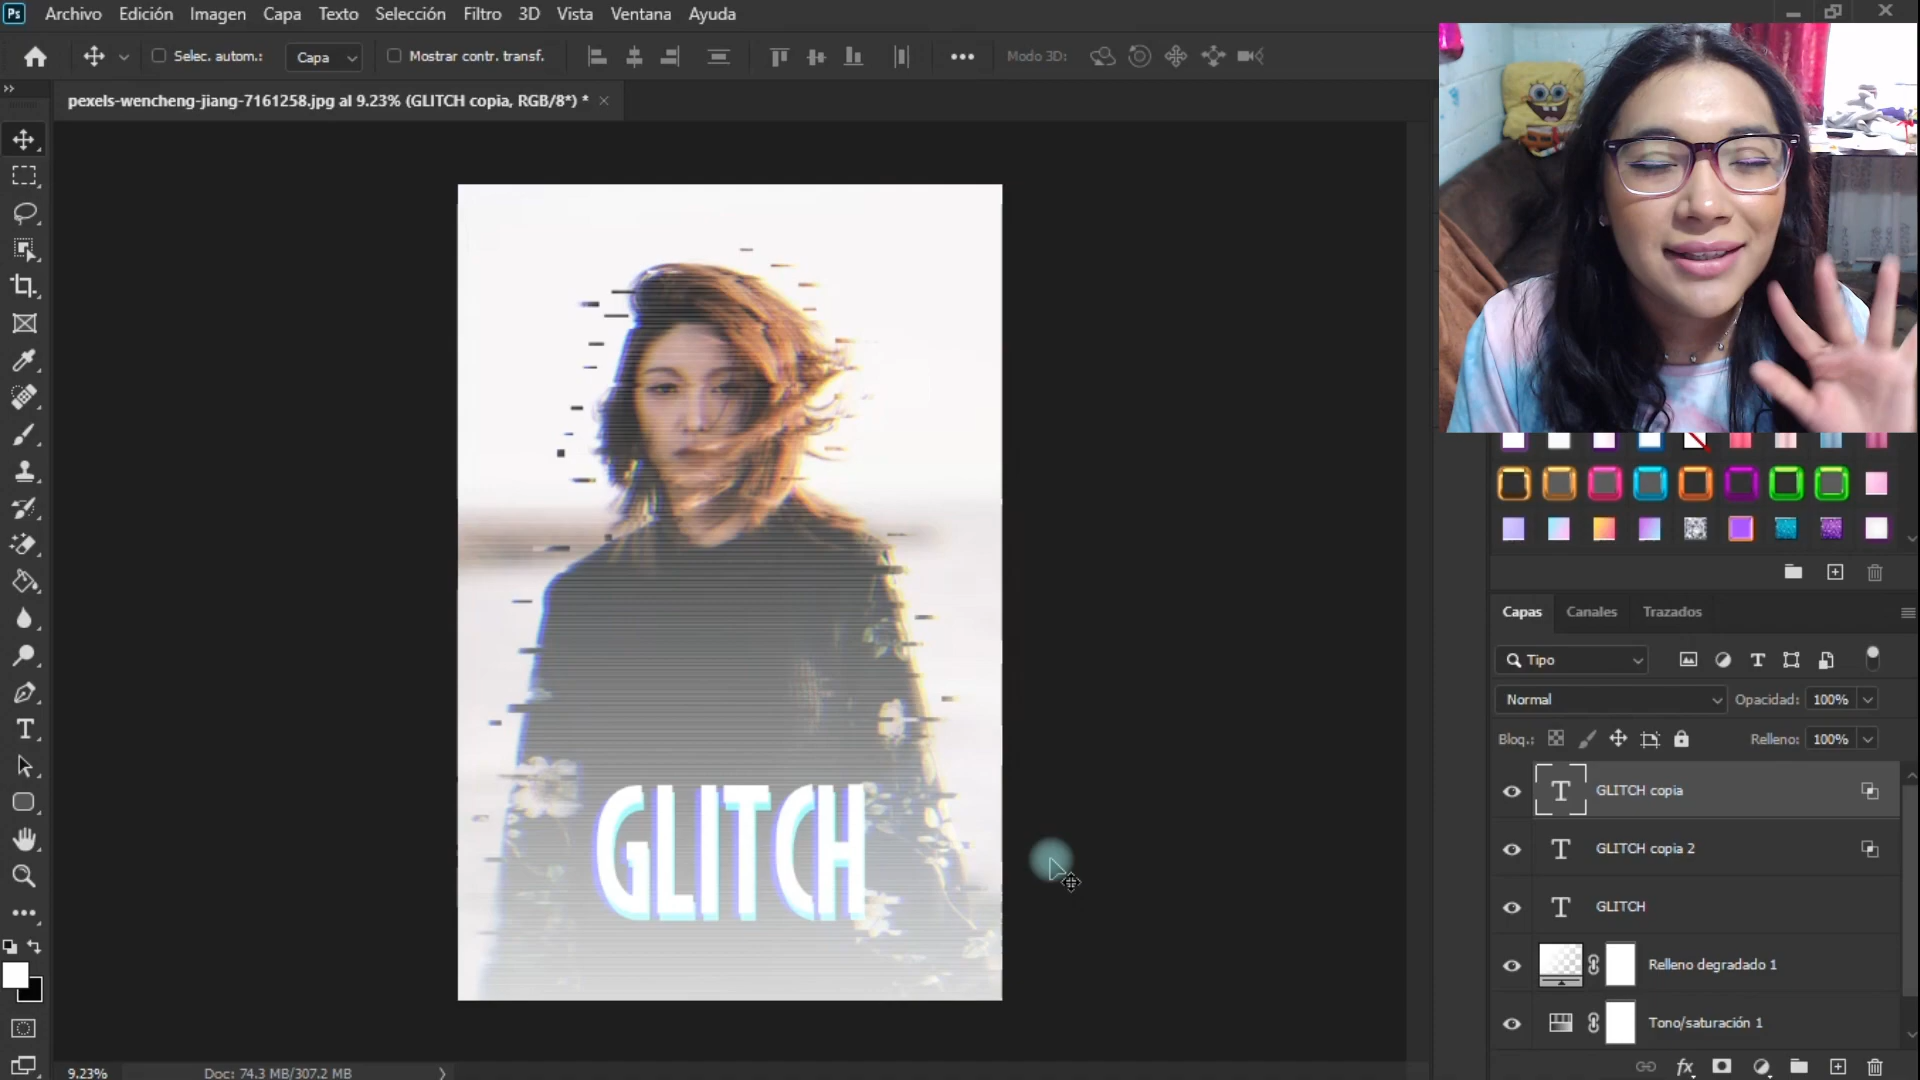 Ps Archivo Edición Imagen Capa Texto Selección Filtro 3D Vista Ventana Ayuda
Selec. autom.: Capa Mostrar contr. transf. Modo 3D:
pexels-wencheng-jiang-7161258.jpg al 9.23% (GLITCH copia, RGB/8*) *
GLITCH
Capas Canales Trazados
Tipo
Normal Opacidad: 100%
Bloq.: Relleno: 100%
GLITCH copia
GLITCH copia 2
GLITCH
Relleno degradado 1
Tono/saturación 1
9.23% Doc: 74.3 MB/307.2 MB